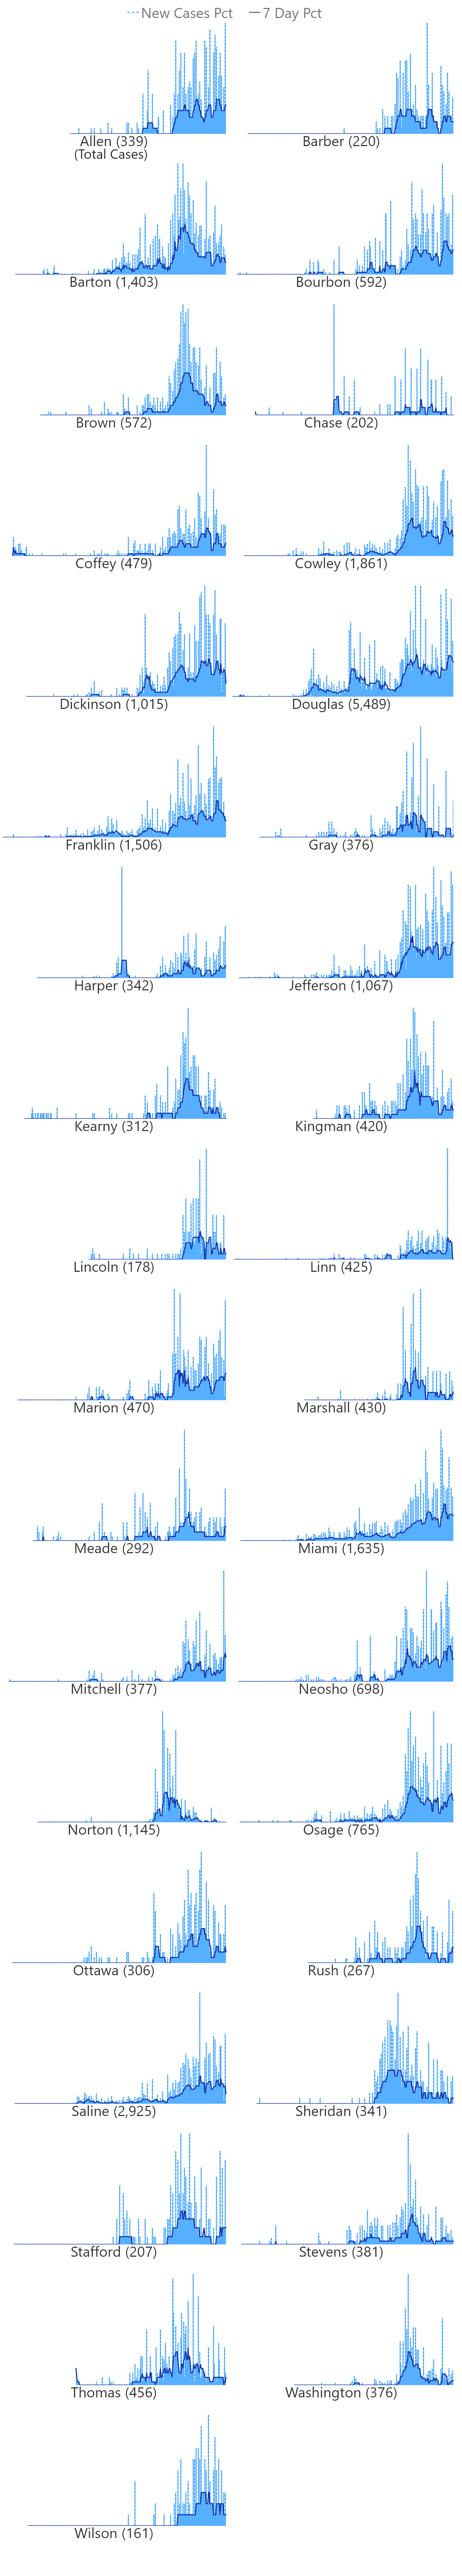 New Cases Pct 7 Day Pct
Allen (339) Barber (220)
(Total Cases)
Barton (1,403) Bourbon (592)
Brown (572) Chase (202)
Coffey (479) Cowley (1,861)
Dickinson (1,015) Douglas (5,489)
Franklin (1,506) Gray (376)
Harper (342) Jefferson (1,067)
Kearny (312) Kingman (420)
Lincoln (178) Linn (425)
Marion (470) Marshall (430)
Meade (292) Miami (1,635)
Mitchell (377) Neosho (698)
Norton (1,145) Osage (765)
Ottawa (306) Rush (267)
Saline (2,925) Sheridan (341)
Stafford (207) Stevens (381)
Thomas (456) Washington (376)
Wilson (161)